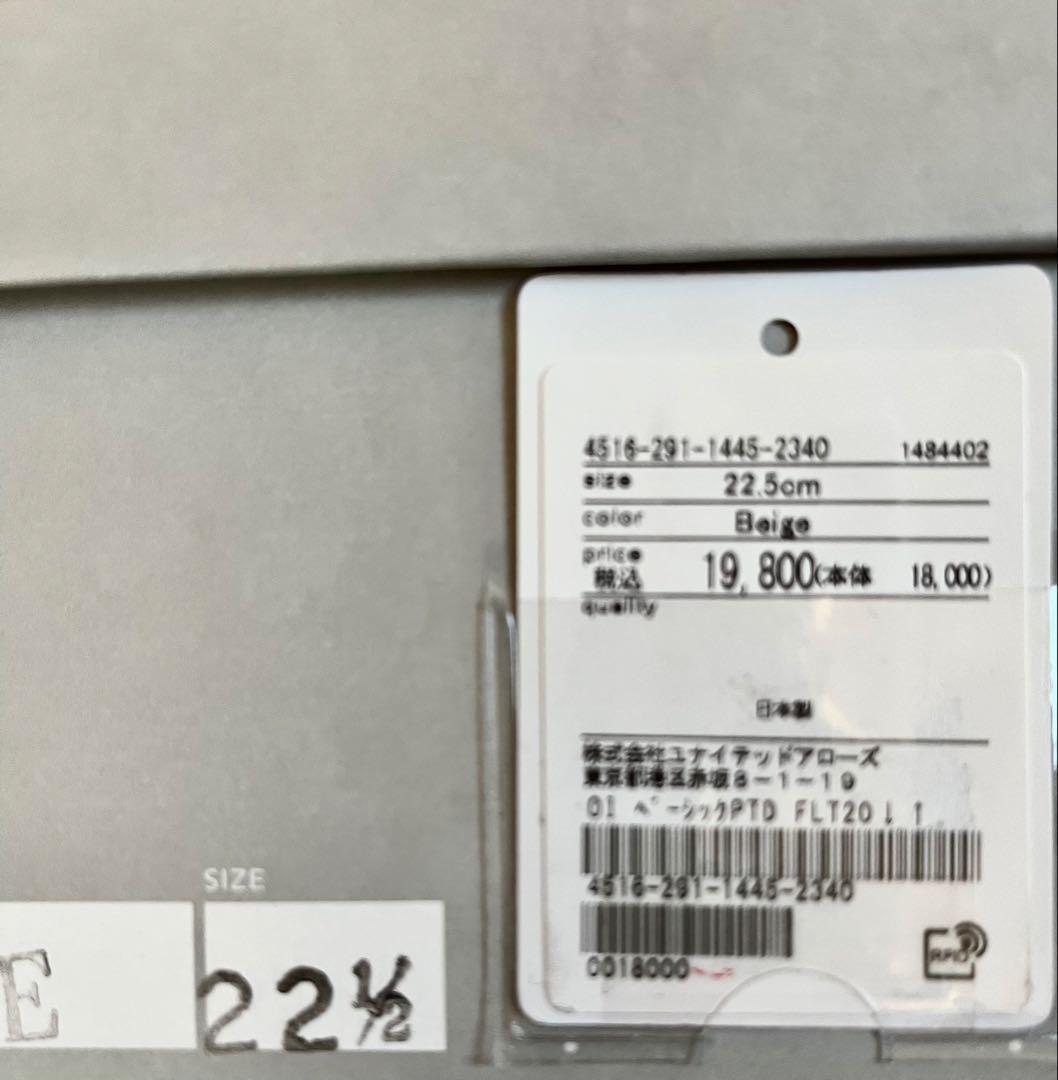 4516-291-1445-2340 1484402
size 22.5cm
color Beige
price
税込 19,800(本体 18,000)
quality
日本製
株式会社ユナイテッドアローズ
東京都港区赤坂8-1-19
01 ベーシックPTD FLT20↓↑
4516-291-1445-2340
0018000
RFID
SIZE
E
22 1/2